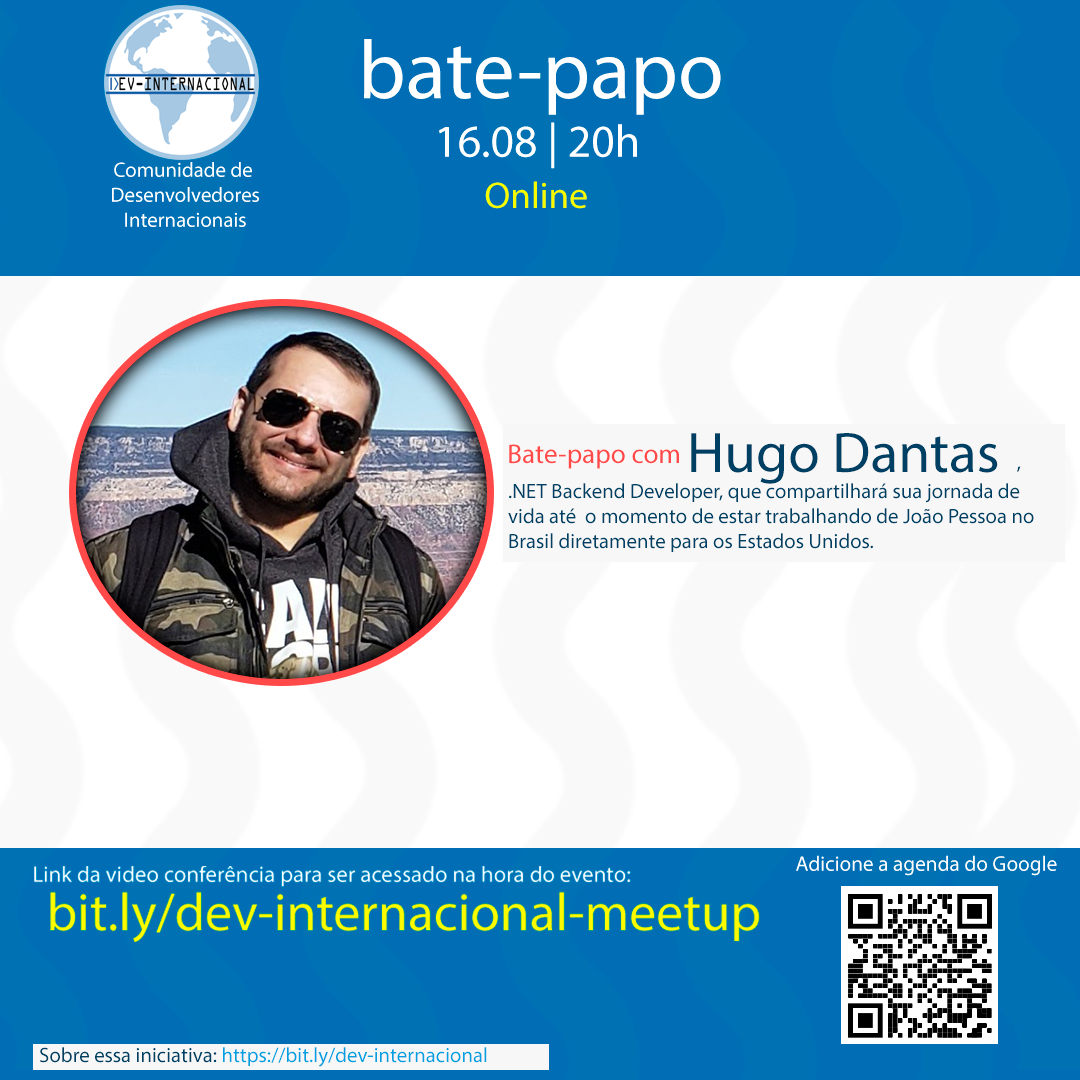 DEV-INTERNACIONAL
Comunidade de
Desenvolvedores
Internacionais
bate-papo
16.08 | 20h
Online
Bate-papo com Hugo Dantas ,
.NET Backend Developer, que compartilhará sua jornada de
vida até o momento de estar trabalhando de João Pessoa no
Brasil diretamente para os Estados Unidos.
Link da video conferência para ser acessado na hora do evento:
bit.ly/dev-internacional-meetup
Adicione a agenda do Google
Sobre essa iniciativa: https://bit.ly/dev-internacional